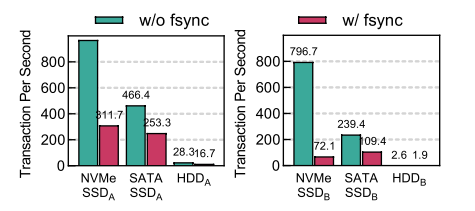 w/o fsync w/ fsync
Transaction Per Second
800
600
400
200
311.7
466.4
253.3
28.3
16.7
NVMe SATA HDDA
SSDA SSDA
Transaction Per Second
800
600
400
200
796.7
72.1
239.4
109.4
2.6 1.9
NVMe SATA HDDB
SSDB SSDB